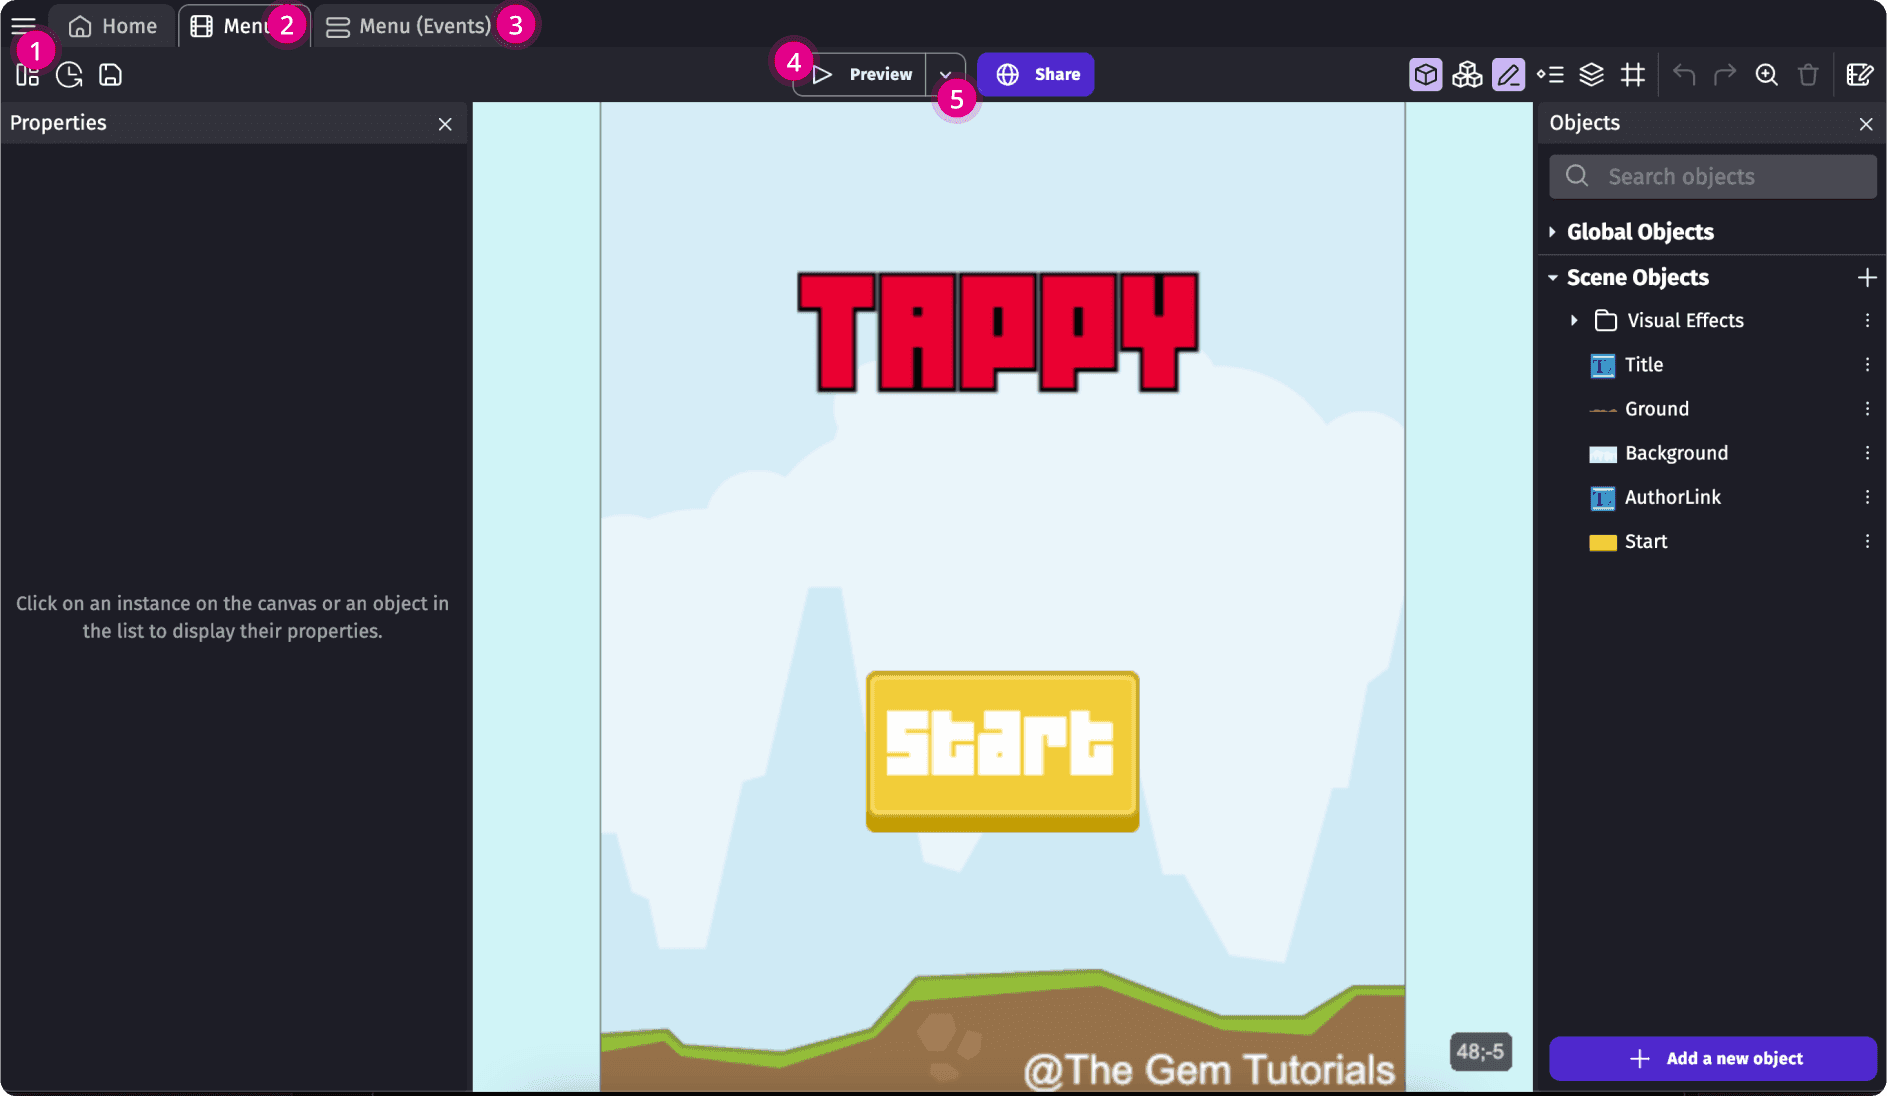 Home
Menu
2
Menu (Events)
3
1
4
Preview
5
Share
Properties
Objects
Search objects
Global Objects
Scene Objects
Visual Effects
Title
Ground
Background
AuthorLink
Start
TAPPY
Click on an instance on the canvas or an object in
the list to display their properties.
Start
@The Gem Tutorials
48;-5
Add a new object